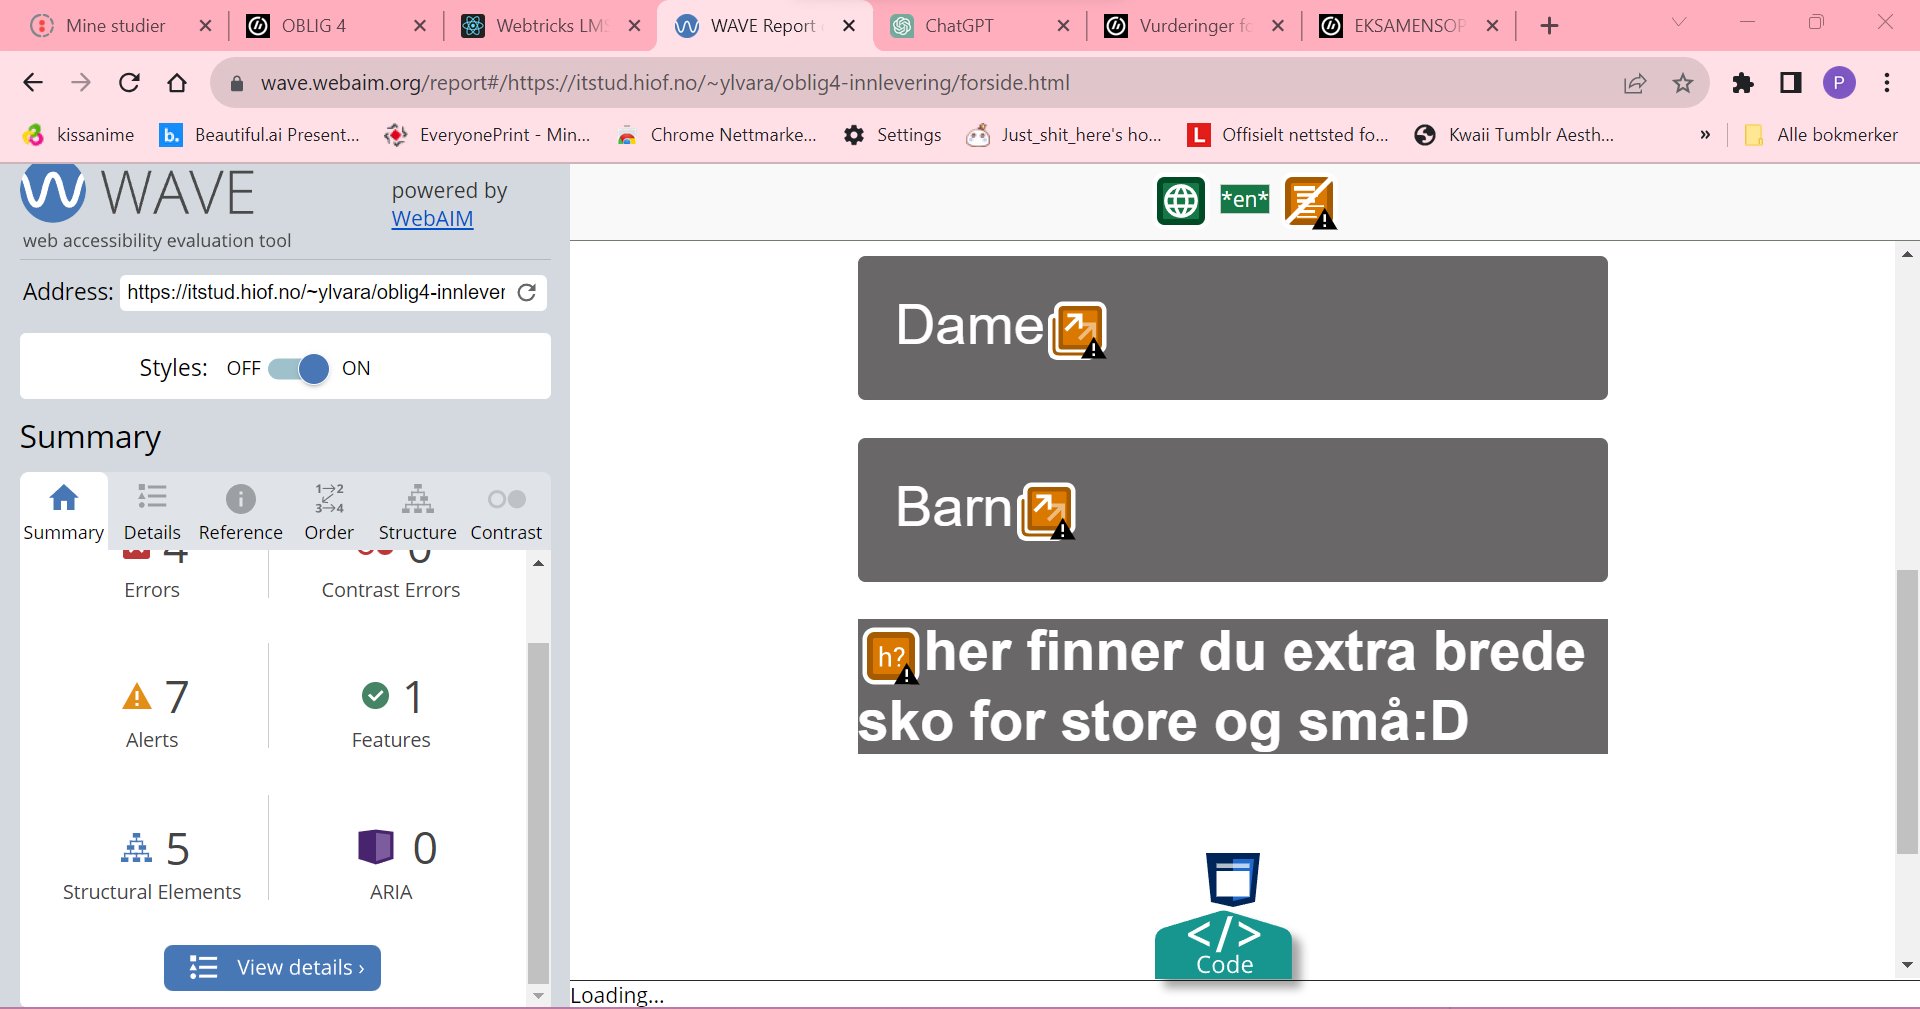 Mine studier
OBLIG 4
Webtricks LMS
WAVE Report
ChatGPT
Vurderinger fo
EKSAMENSOP
wave.webaim.org/report#/https://itstud.hiof.no/~ylvara/oblig4-innlevering/forside.html
P
kissanime
b.
Beautiful.ai Present...
EveryonePrint - Min...
Chrome Nettmarke...
Settings
Just_shit_here's ho...
L
Offisielt nettsted fo...
Kwaii Tumblr Aesth...
»
Alle bokmerker
WAVE
powered by
WebAIM
web accessibility evaluation tool
Address:
https://itstud.hiof.no/~ylvara/oblig4-innlever
Styles:
OFF
ON
Summary
Summary
Details
Reference
Order
Structure
Contrast
4
Errors
0
Contrast Errors
7
Alerts
1
Features
5
Structural Elements
0
ARIA
View details ›
*en*
Dame
Barn
h?
her finner du extra brede
sko for store og små:D
</>
Code
Loading...